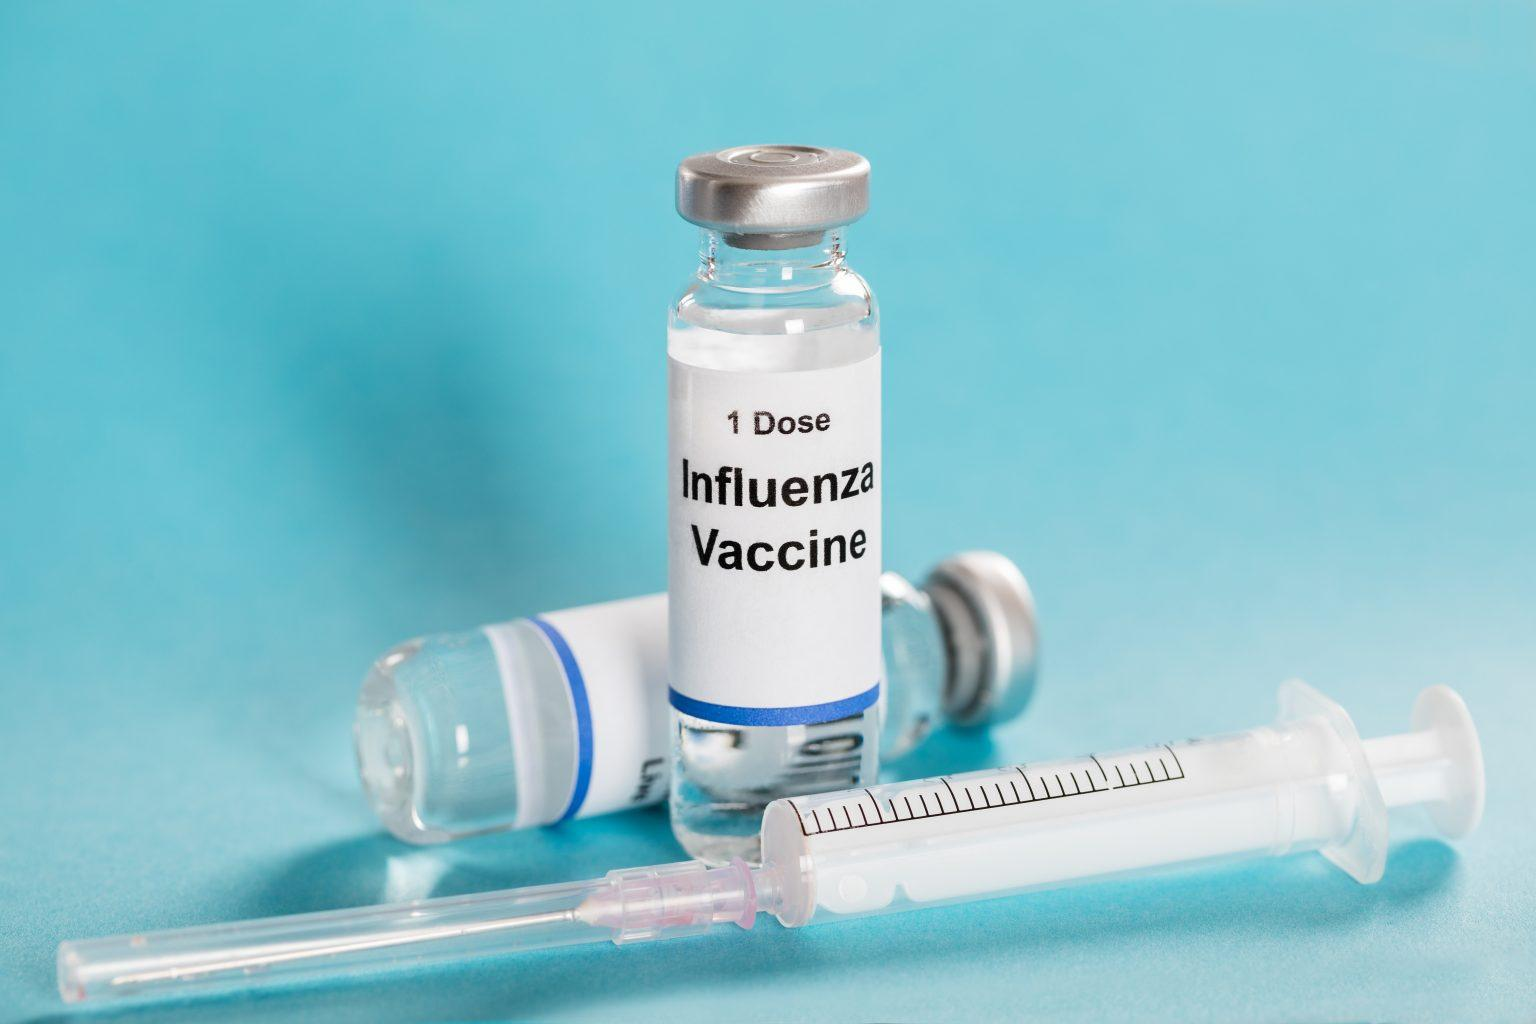 1 Dose
Influenza
Vaccine